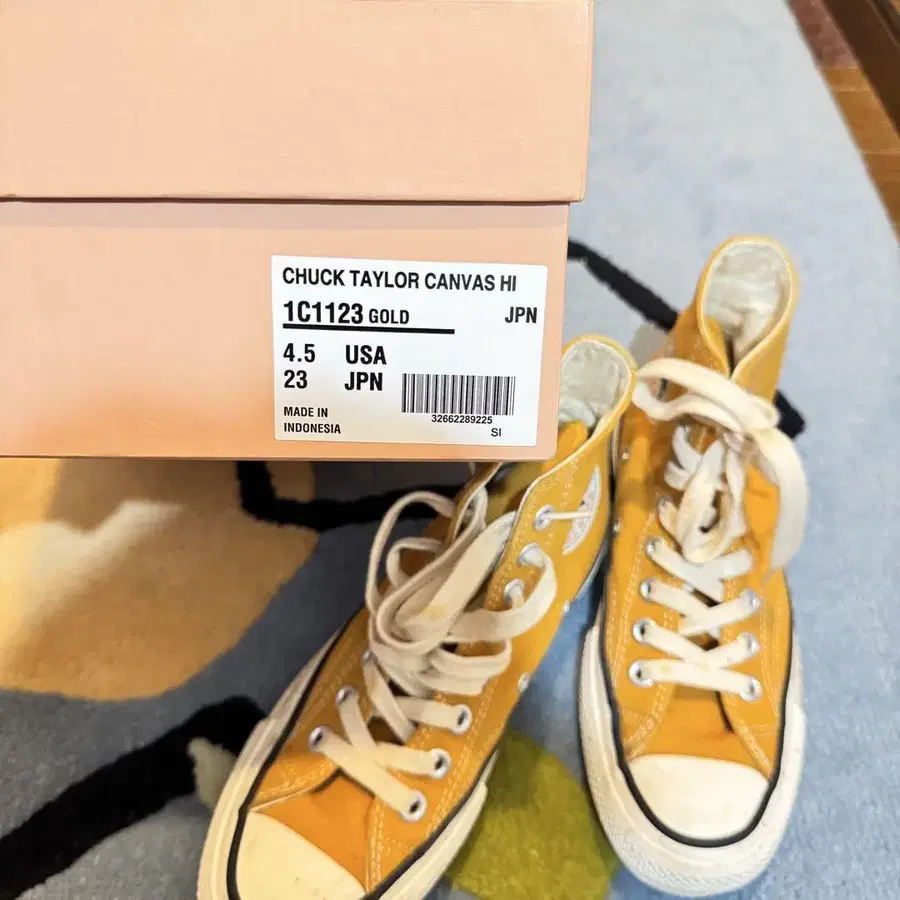 CHUCK TAYLOR CANVAS HI
1C1123 GOLD JPN
4.5 USA
23 JPN
MADE IN
INDONESIA
32662289225
SI